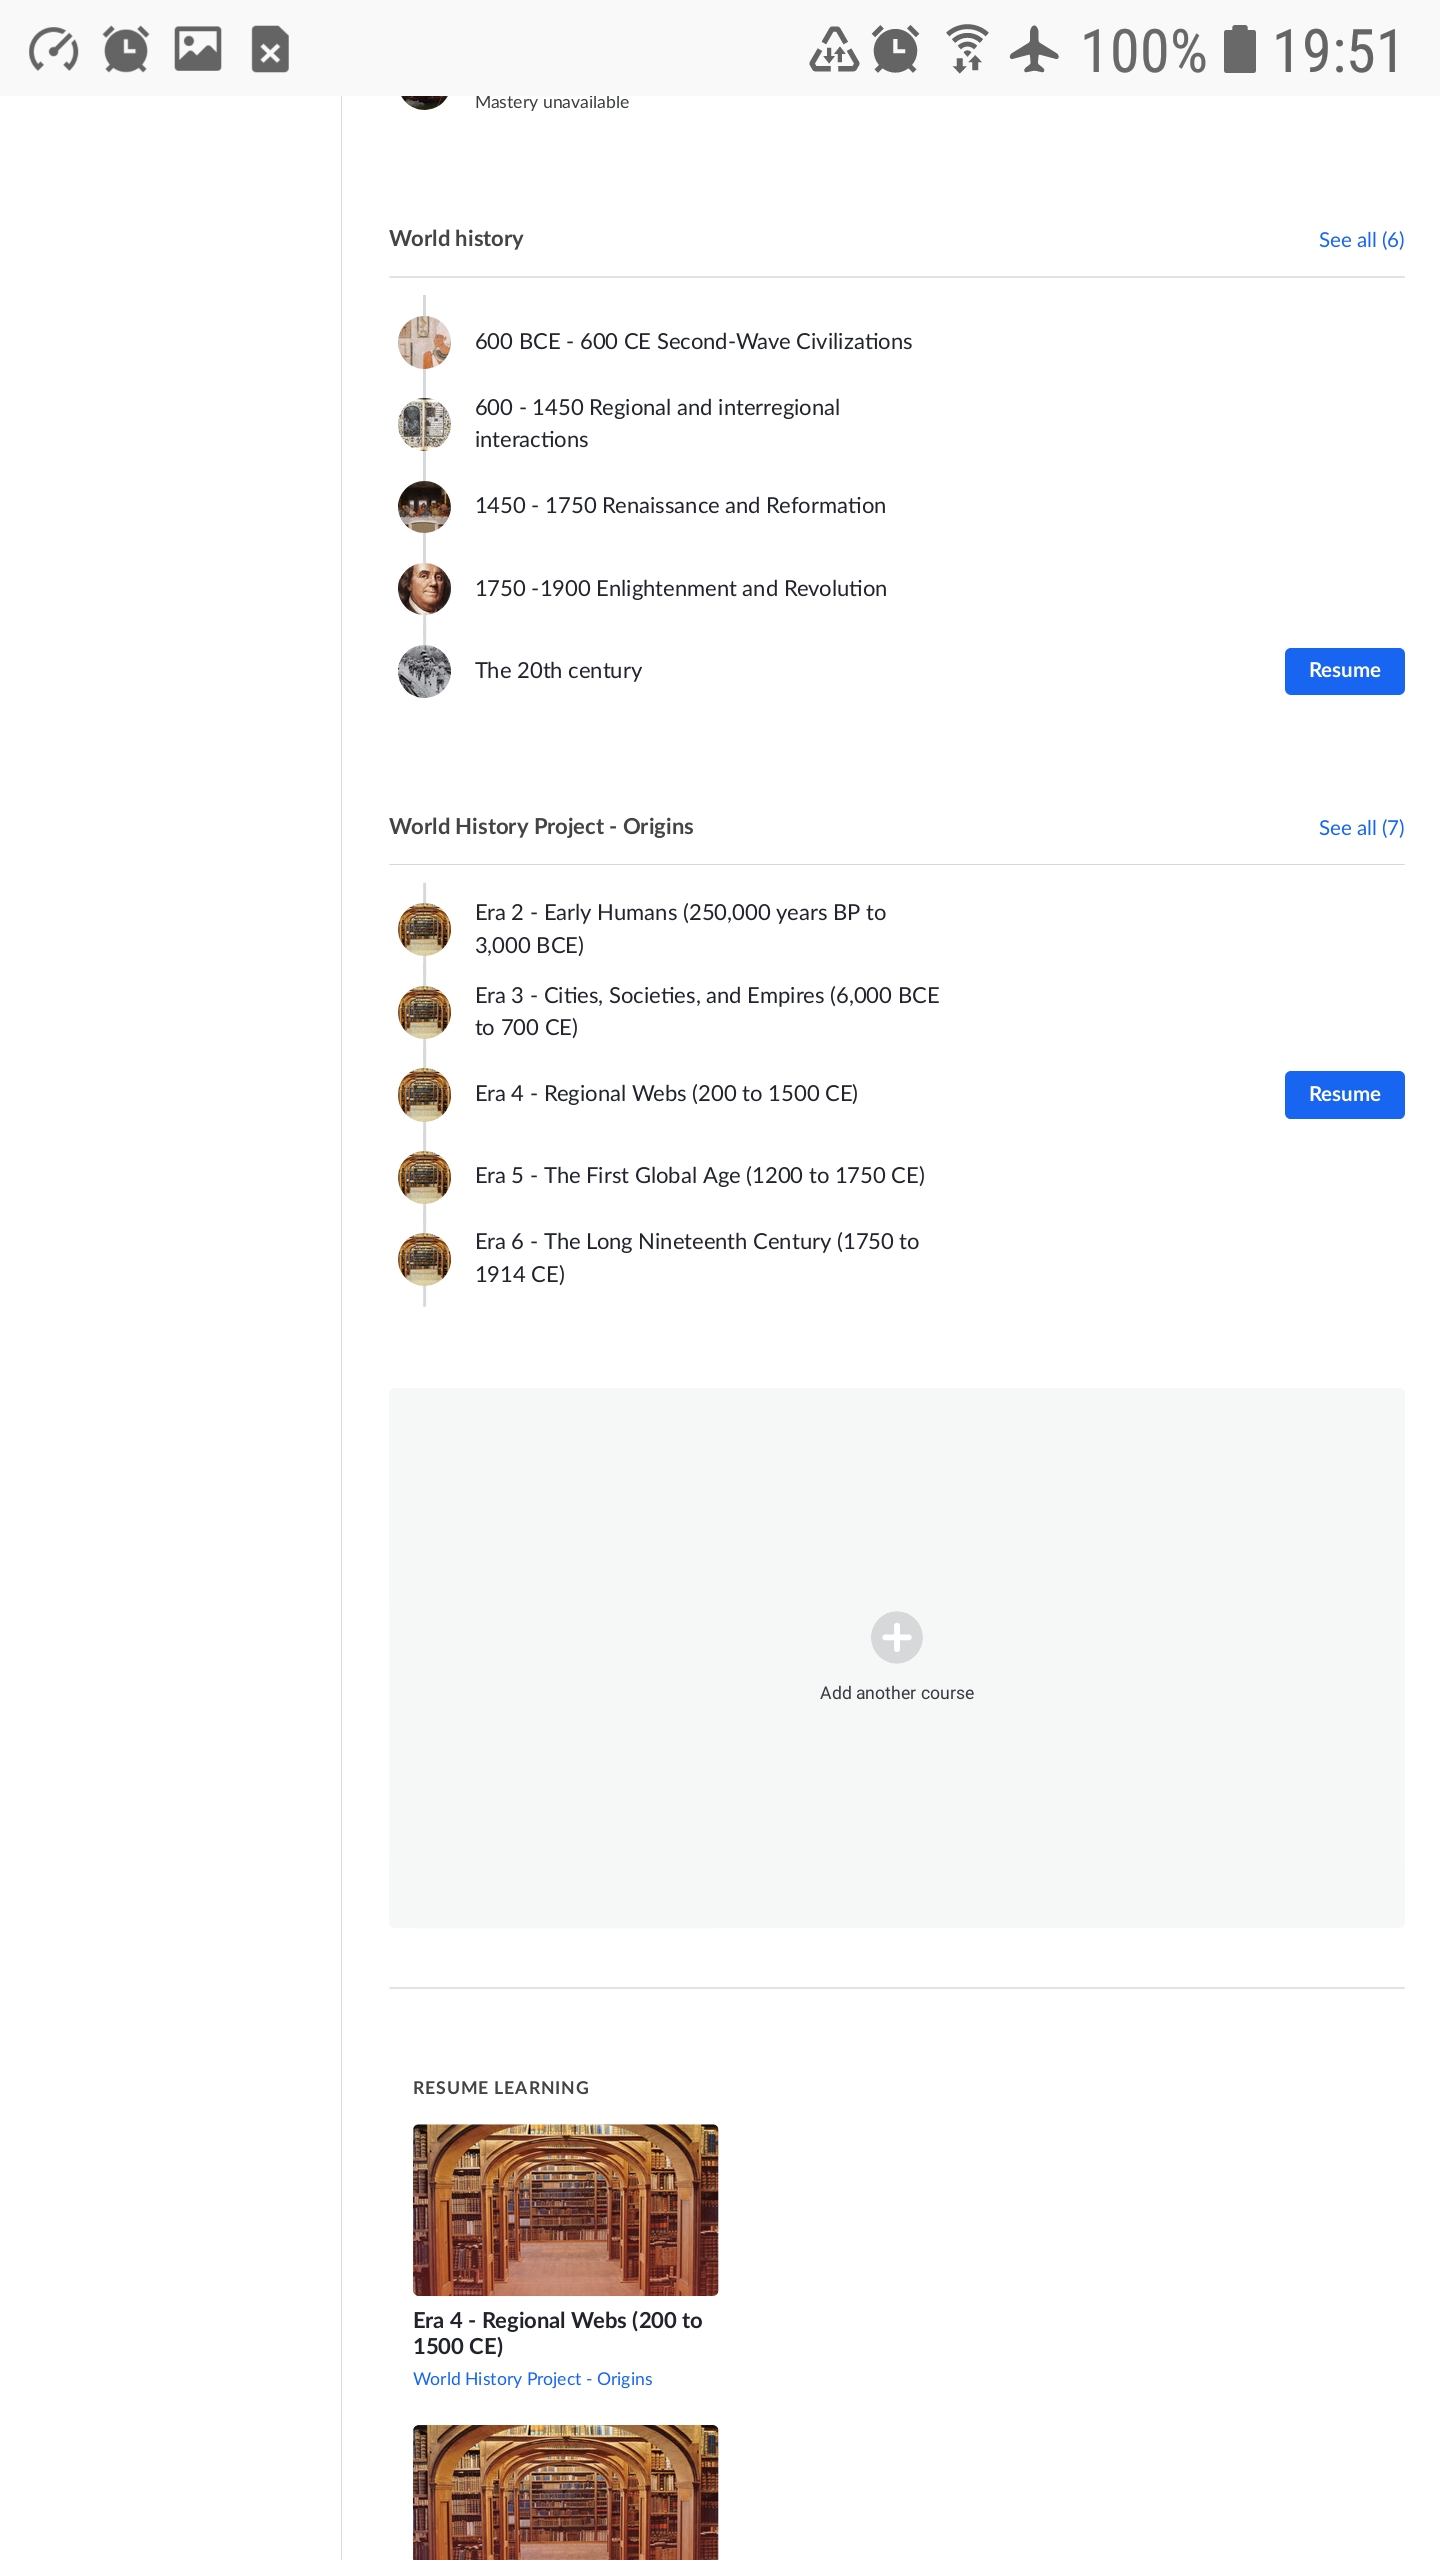 100% 19:51
Mastery unavailable
World history
See all (6)
600 BCE - 600 CE Second-Wave Civilizations
600 - 1450 Regional and interregional
interactions
1450 - 1750 Renaissance and Reformation
1750 -1900 Enlightenment and Revolution
The 20th century
Resume
World History Project - Origins
See all (7)
Era 2 - Early Humans (250,000 years BP to
3,000 BCE)
Era 3 - Cities, Societies, and Empires (6,000 BCE
to 700 CE)
Era 4 - Regional Webs (200 to 1500 CE)
Resume
Era 5 - The First Global Age (1200 to 1750 CE)
Era 6 - The Long Nineteenth Century (1750 to
1914 CE)
Add another course
RESUME LEARNING
Era 4 - Regional Webs (200 to
1500 CE)
World History Project - Origins